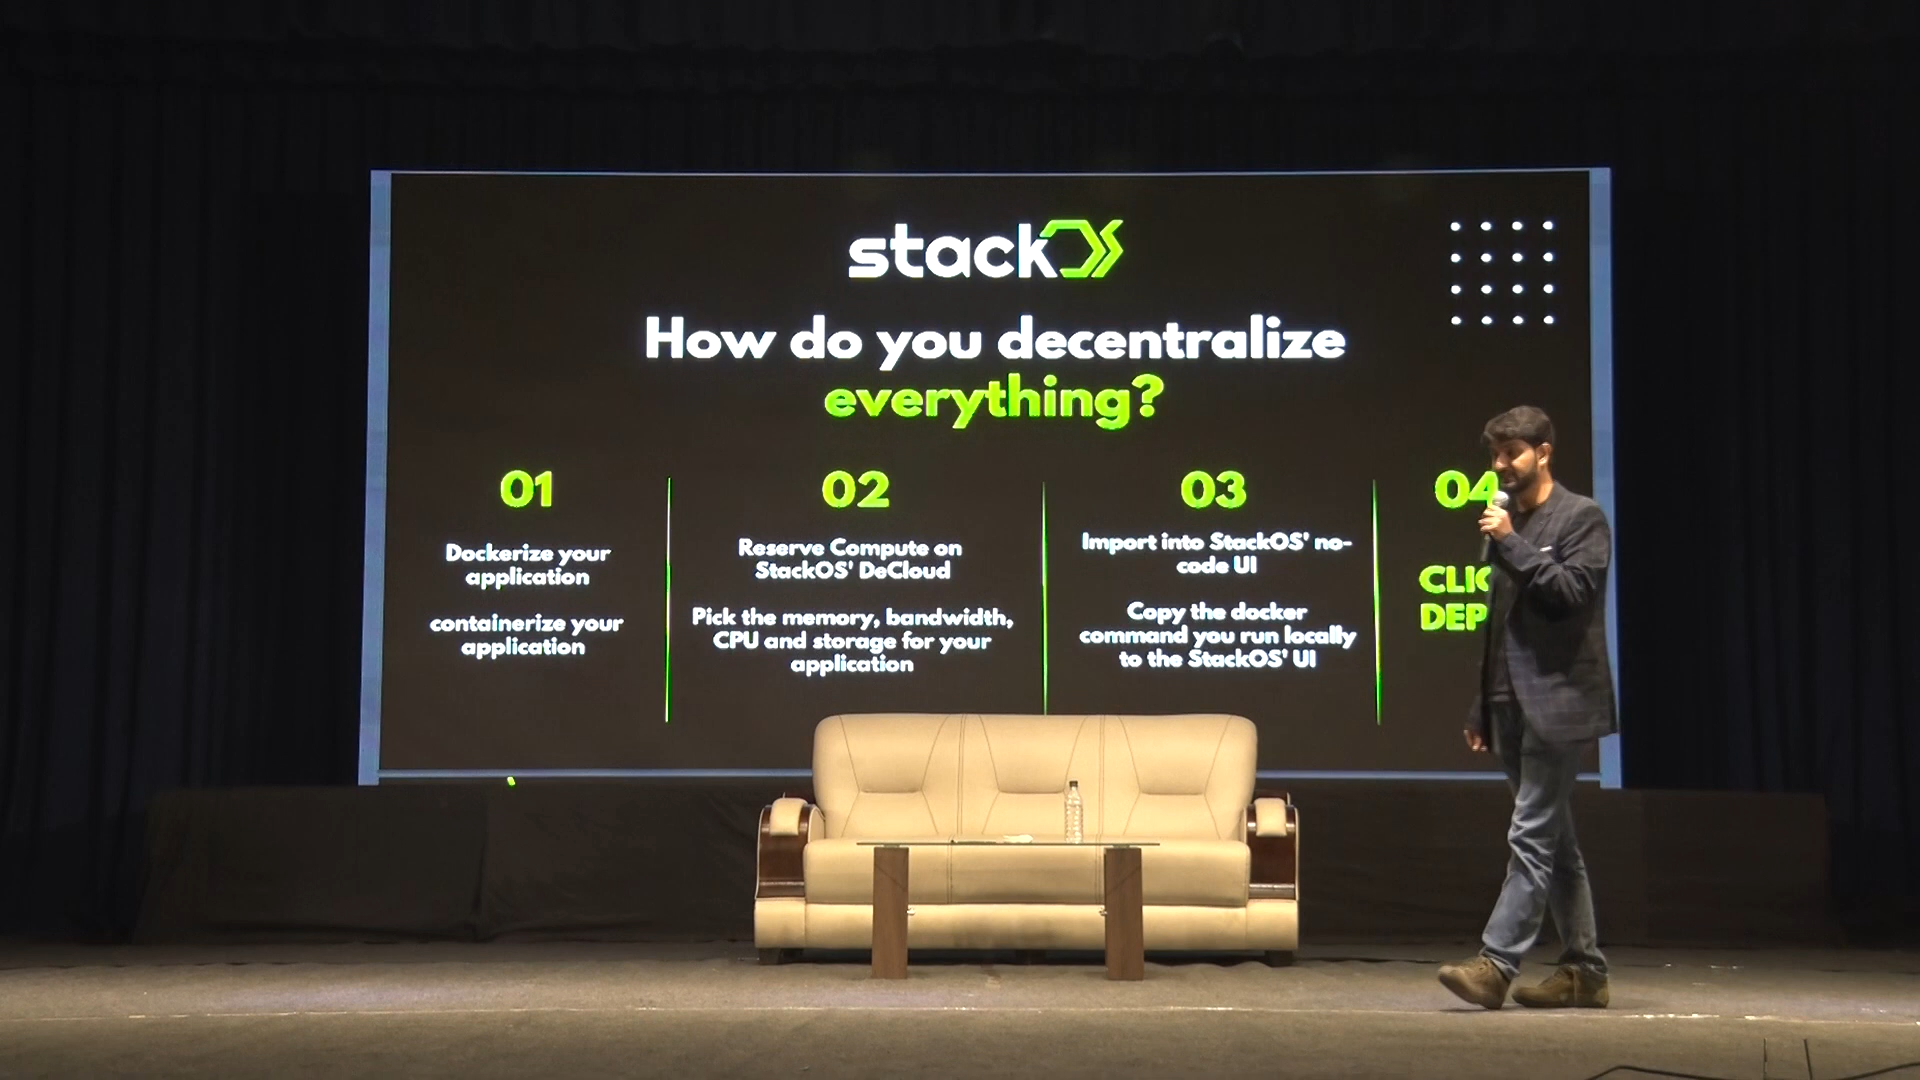 stackOS
How do you decentralize
everything?
01
Dockerize your
application
containerize your
application
02
Reserve Compute on
StackOS' DeCloud
Pick the memory, bandwidth,
CPU and storage for your
application
03
Import into StackOS' no-
code UI
Copy the docker
command you run locally
to the StackOS' UI
04